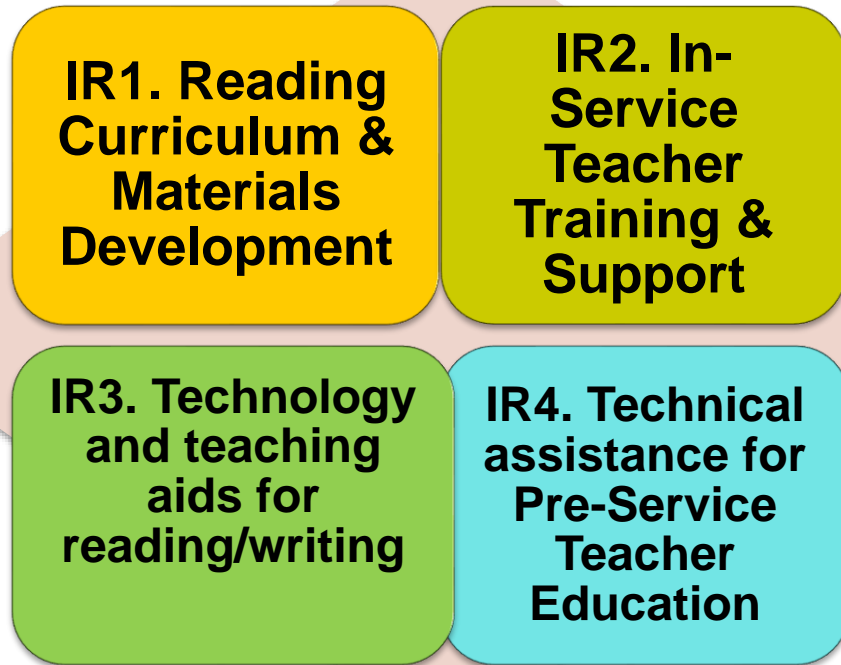 IR1. Reading
Curriculum &
Materials
Development
IR2. In-
Service
Teacher
Training &
Support
IR3. Technology
and teaching
aids for
reading/writing
IR4. Technical
assistance for
Pre-Service
Teacher
Education